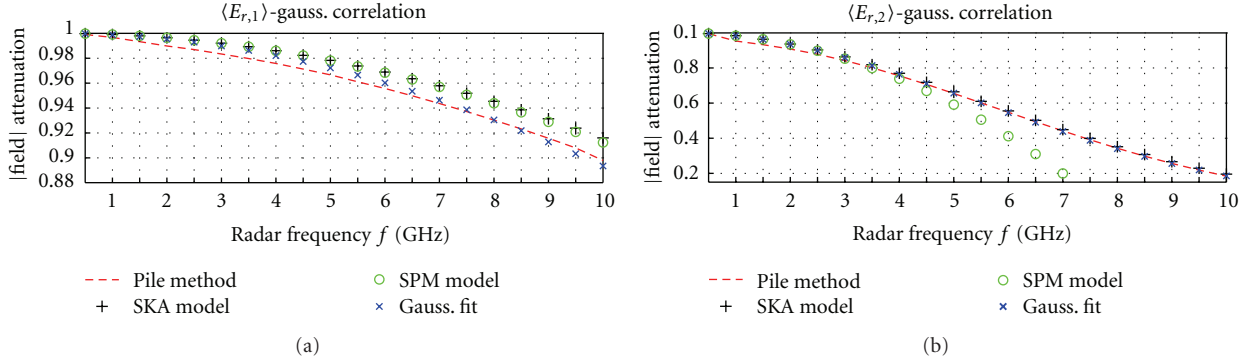 ⟨E_{r,1}⟩-gauss. correlation
|field| attenuation
1
0.98
0.96
0.94
0.92
0.9
0.88
1 2 3 4 5 6 7 8 9 10
Radar frequency f (GHz)
Pile method
SKA model
SPM model
Gauss. fit
(a)
⟨E_{r,2}⟩-gauss. correlation
|field| attenuation
0.1
0.8
0.6
0.4
0.2
1 2 3 4 5 6 7 8 9 10
Radar frequency f (GHz)
Pile method
SKA model
SPM model
Gauss. fit
(b)